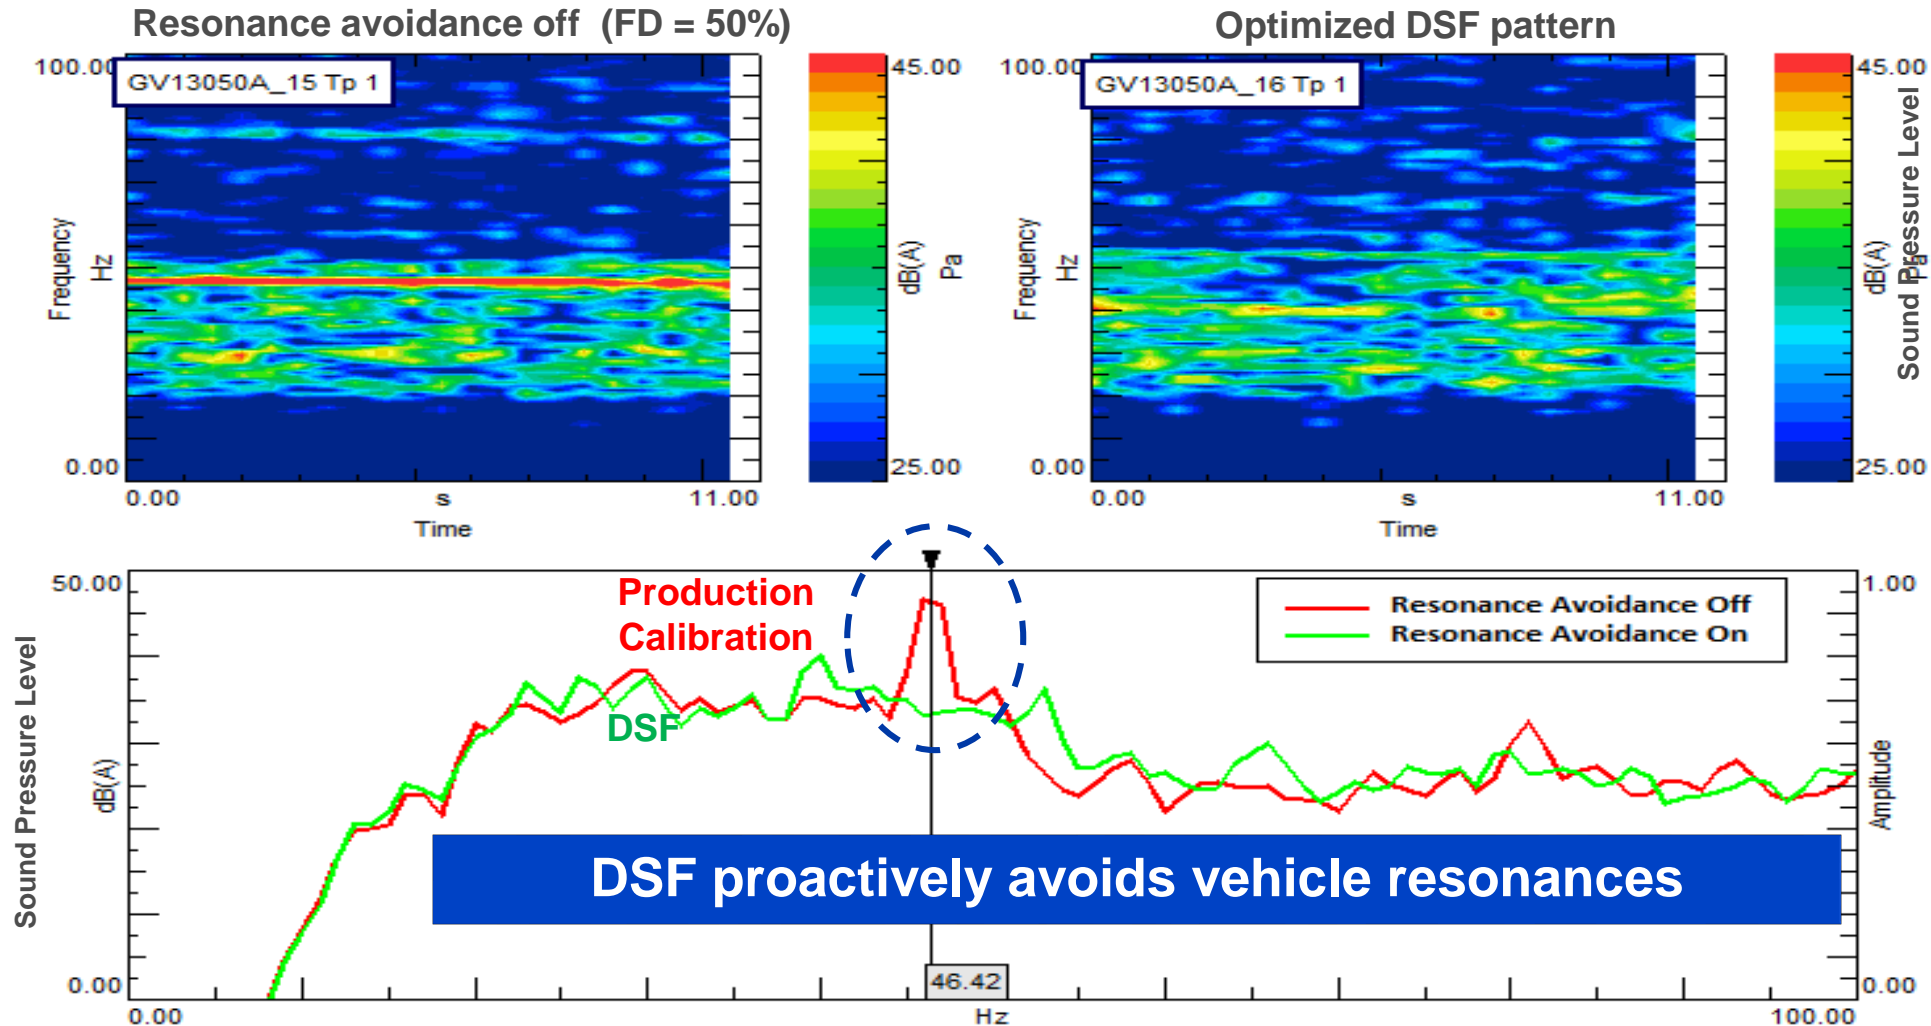 Resonance avoidance off (FD = 50%)
Optimized DSF pattern
100.00
GV13050A_15 Tp 1
Frequency
Hz
0.00
0.00
s
11.00
Time
45.00
dB(A)
Pa
25.00
100.00
GV13050A_16 Tp 1
Frequency
Hz
0.00
0.00
s
11.00
Time
45.00
dB(A)
Pa
Sound Pressure Level
25.00
50.00
Sound Pressure Level
dB(A)
0.00
Production
Calibration
DSF
Resonance Avoidance Off
Resonance Avoidance On
1.00
Amplitude
0.00
DSF proactively avoids vehicle resonances
46.42
0.00
Hz
100.00